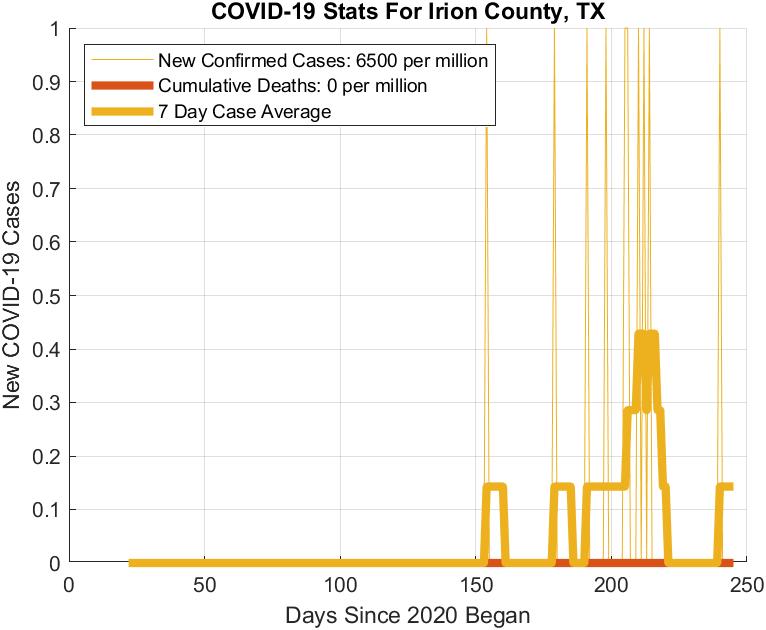 COVID-19 Stats For Irion County, TX
New Confirmed Cases: 6500 per million
Cumulative Deaths: 0 per million
7 Day Case Average
1
0.9
0.8
0.7
0.6
0.5
0.4
0.3
0.2
0.1
0
New COVID-19 Cases
0 50 100 150 200 250
Days Since 2020 Began